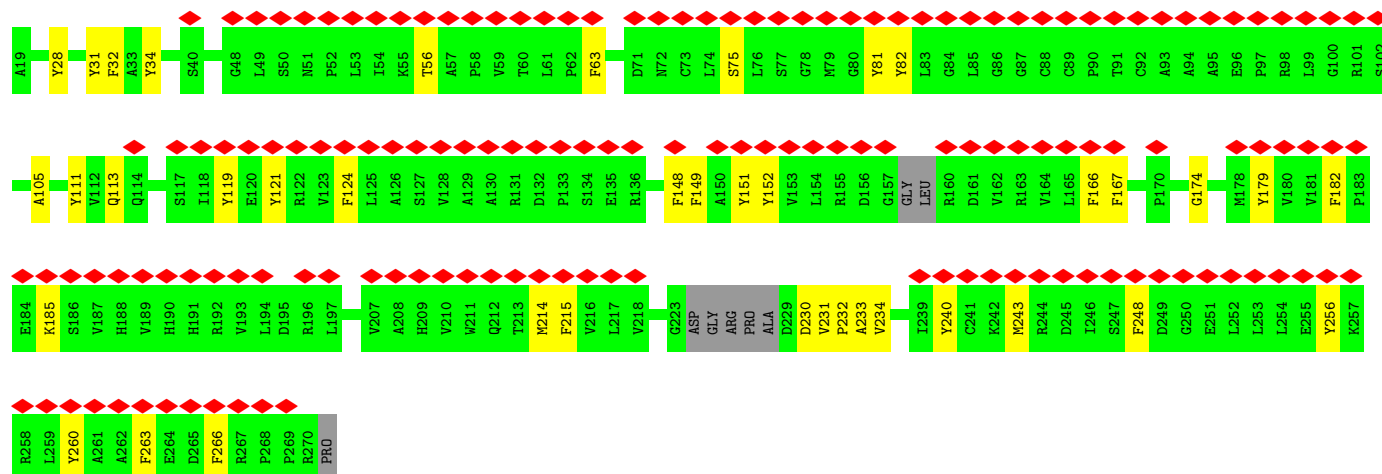 A19 Y28 Y31 F32 A33 Y34 S40 G48 L49 S50 N51 P52 L53 I54 K55 T56 A57 P58 V59 T60 L61 P62 F63 D71 N72 C73 L74 S75 L76 S77 G78 M79 G80 Y81 Y82 L83 G84 L85 G86 G87 C88 C89 P90 T91 C92 A93 A94 A95 E96 P97 R98 L99 G100 R101 S102
A105 Y111 V112 Q113 Q114 S117 I118 Y119 E120 Y121 R122 V123 F124 L125 A126 S127 V128 A129 A130 R131 D132 P133 S134 E135 R136 F148 F149 A150 Y151 Y152 V153 L154 R155 D156 G157 GLY LEU R160 D161 V162 R163 V164 L165 F166 F167 P170 G174 M178 Y179 V180 V181 F182 P183
E184 K185 S186 V187 H188 V189 H190 H191 R192 V193 L194 D195 R196 L197 V207 A208 H209 V210 W211 Q212 T213 M214 F215 V216 L217 V218 G223 ASP GLY ARG PRO ALA D229 D230 V231 P232 A233 V234 I239 Y240 C241 K242 M243 R244 D245 I246 S247 F248 D249 G250 E251 L252 L253 L254 E255 Y256 K257
R258 L259 Y260 A261 A262 F263 E264 D265 F266 R267 P268 P269 R270 PRO